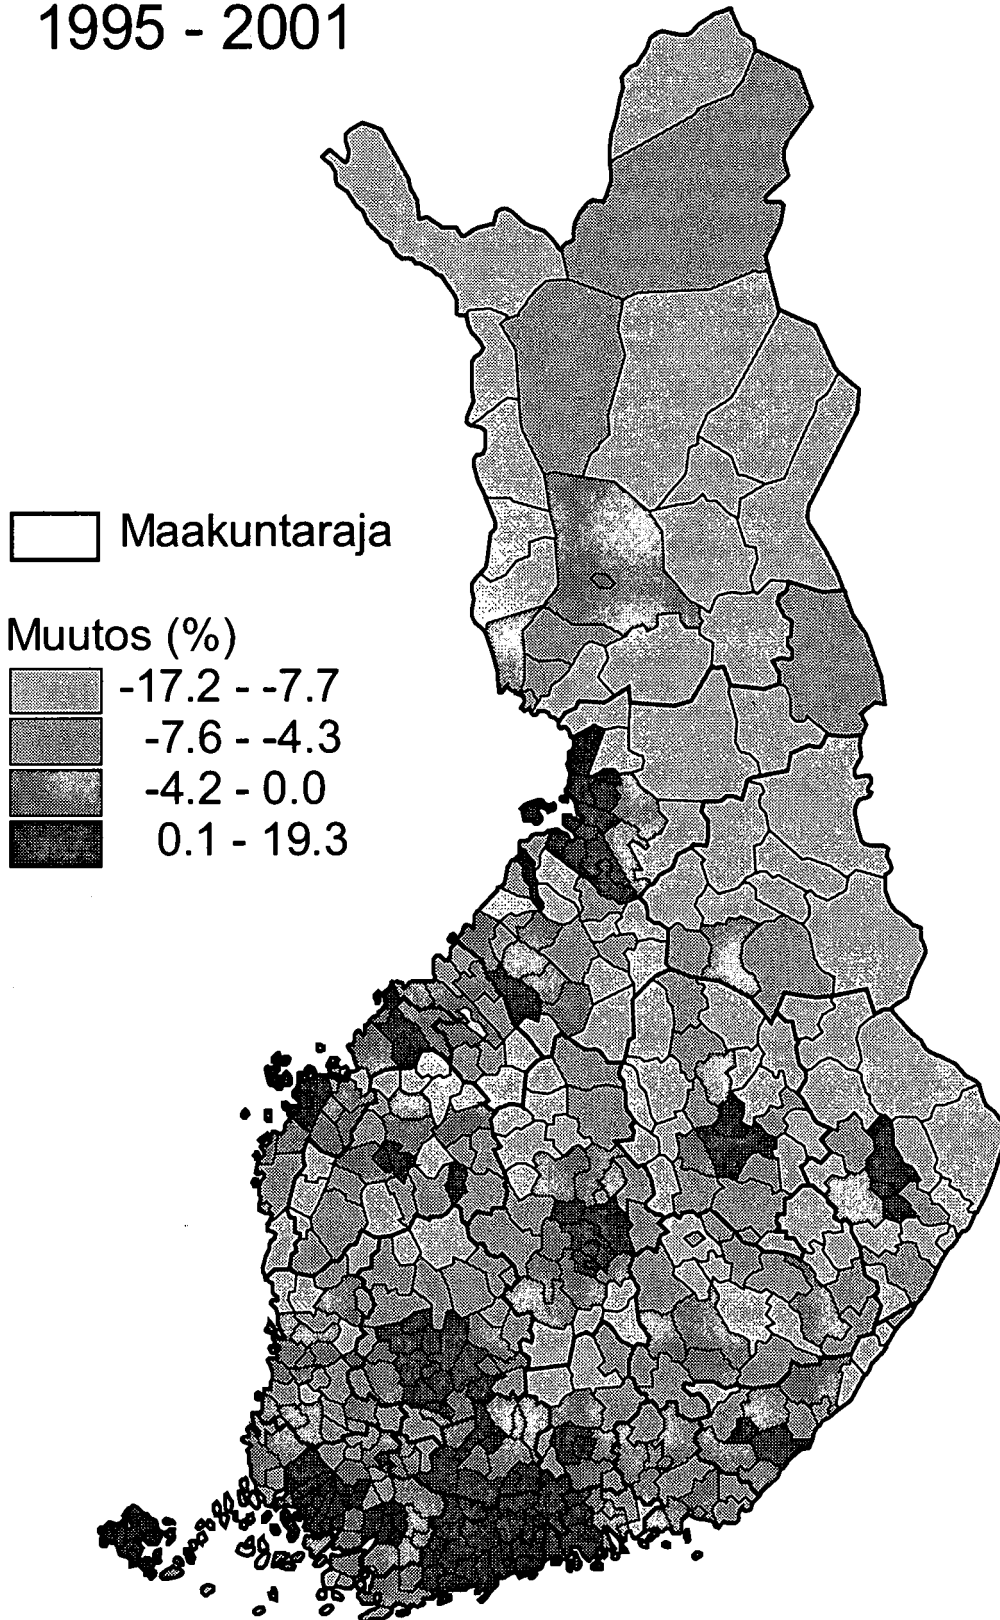 1995 - 2001
Maakuntaraja
Muutos (%)
-17.2 - -7.7
-7.6 - -4.3
-4.2 - 0.0
0.1 - 19.3